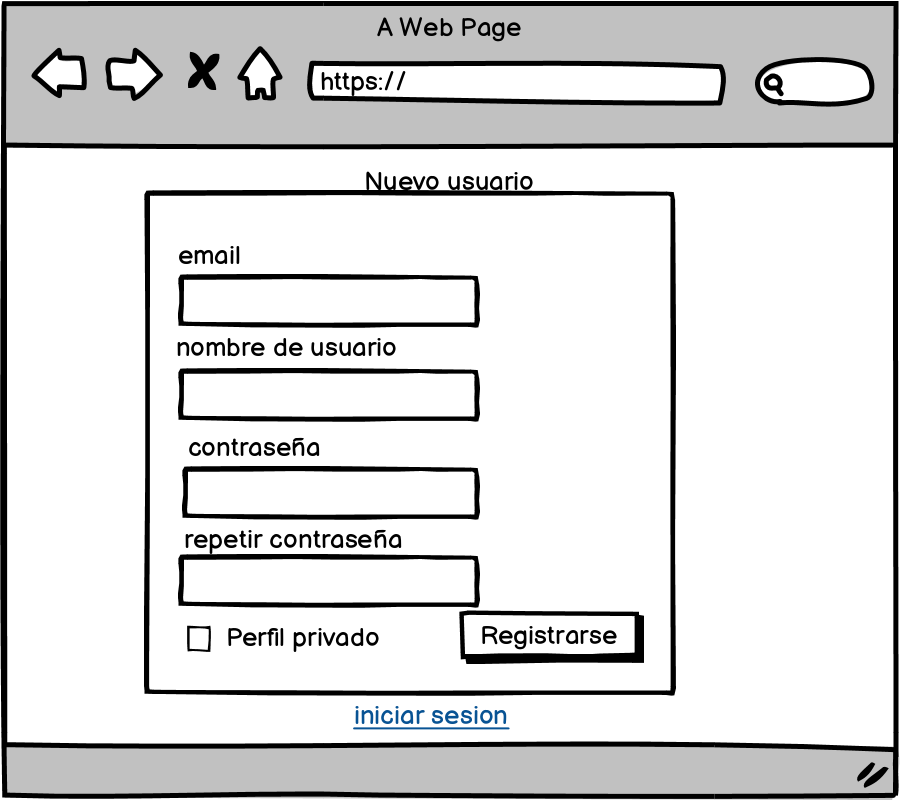 A Web Page
https://
Nuevo usuario
email
nombre de usuario
contraseña
repetir contraseña
Perfil privado
Registrarse
iniciar sesion